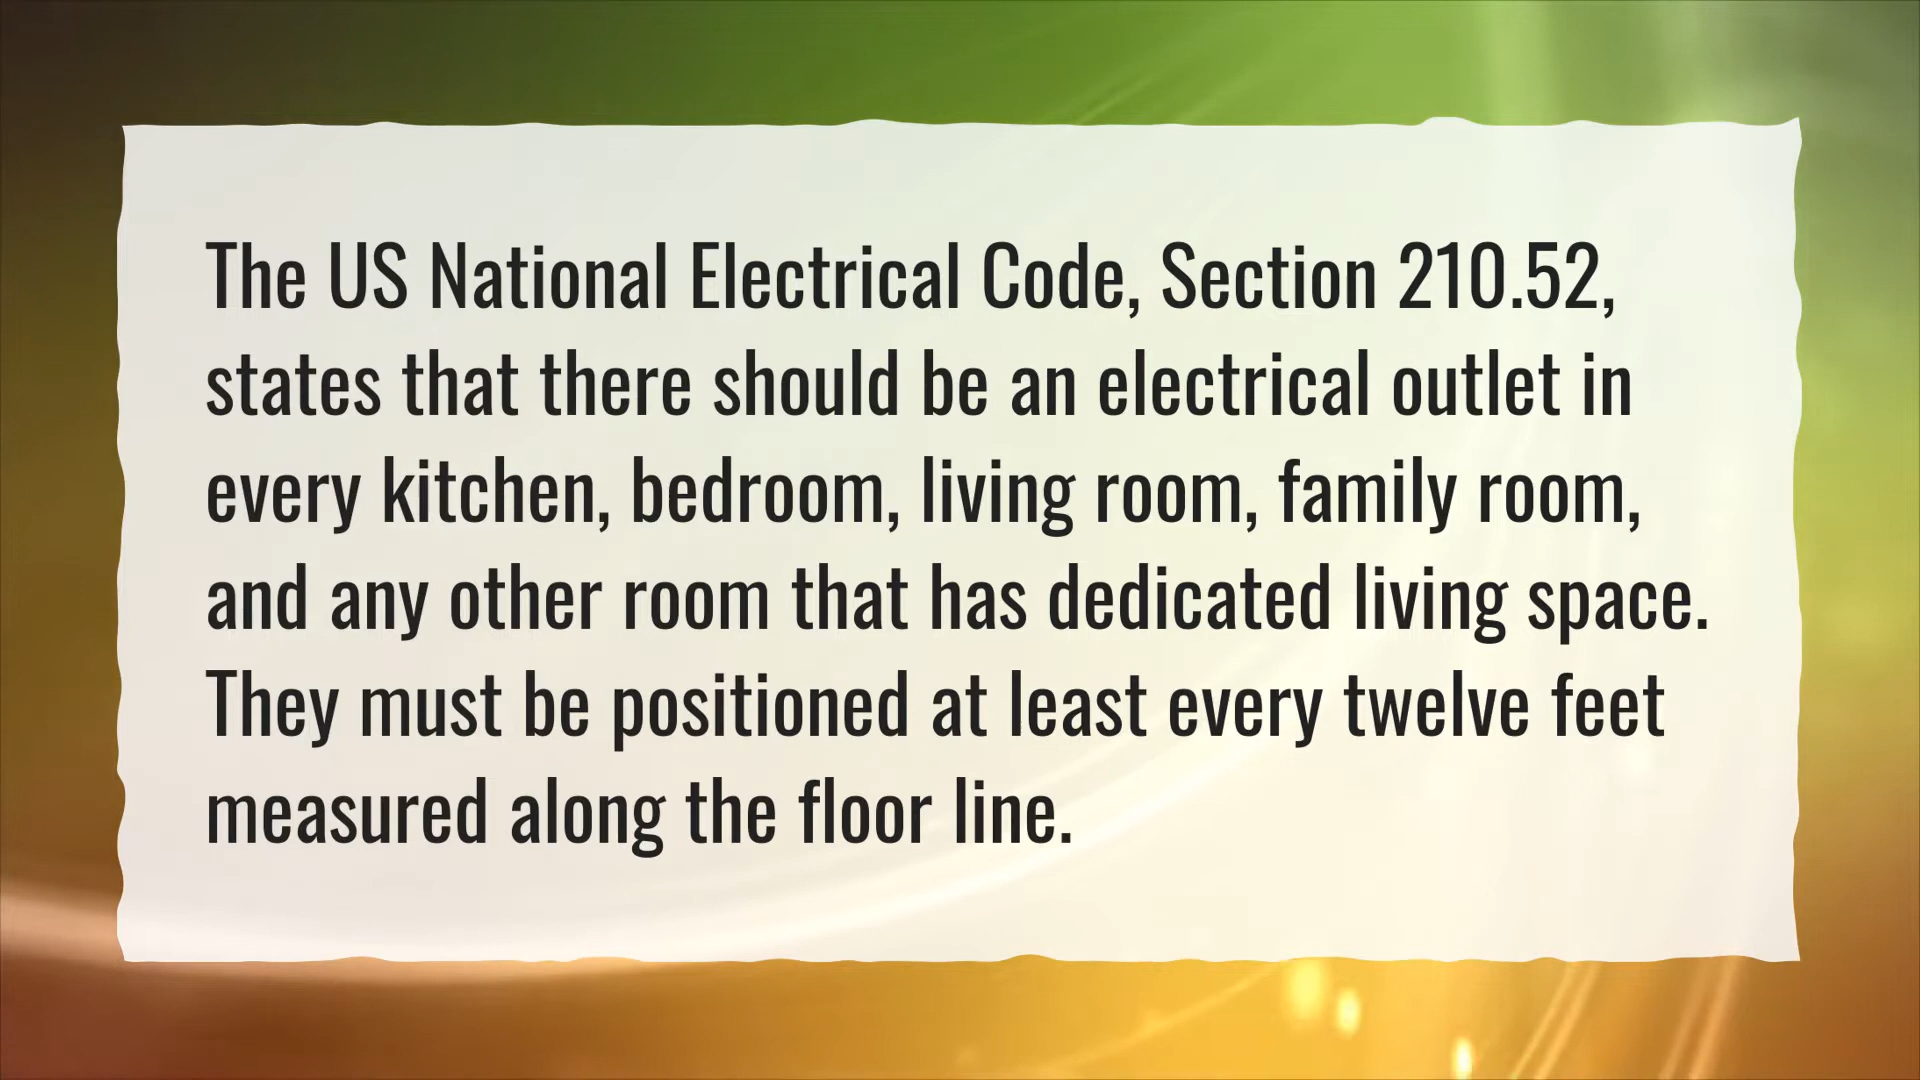 The US National Electrical Code, Section 210.52,
states that there should be an electrical outlet in
every kitchen, bedroom, living room, family room,
and any other room that has dedicated living space.
They must be positioned at least every twelve feet
measured along the floor line.